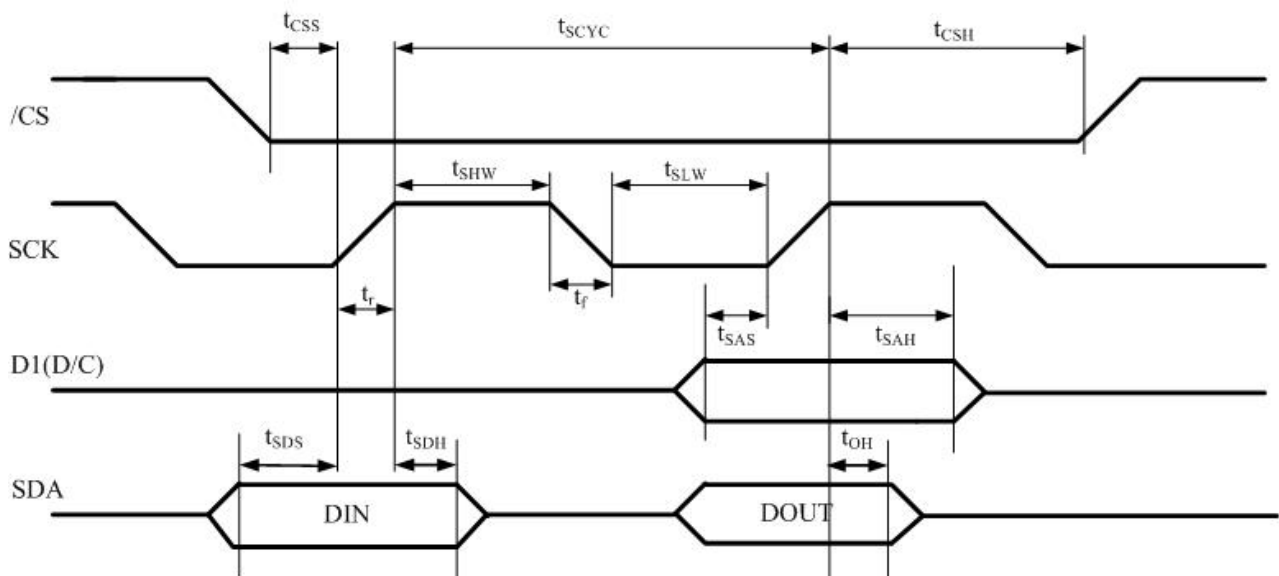 tCSS tSCYC tCSH
/CS
tSHW tSLW
SCK
tr tf
tSAS tSAH
D1(D/C)
tSDS tSDH tOH
SDA
DIN DOUT